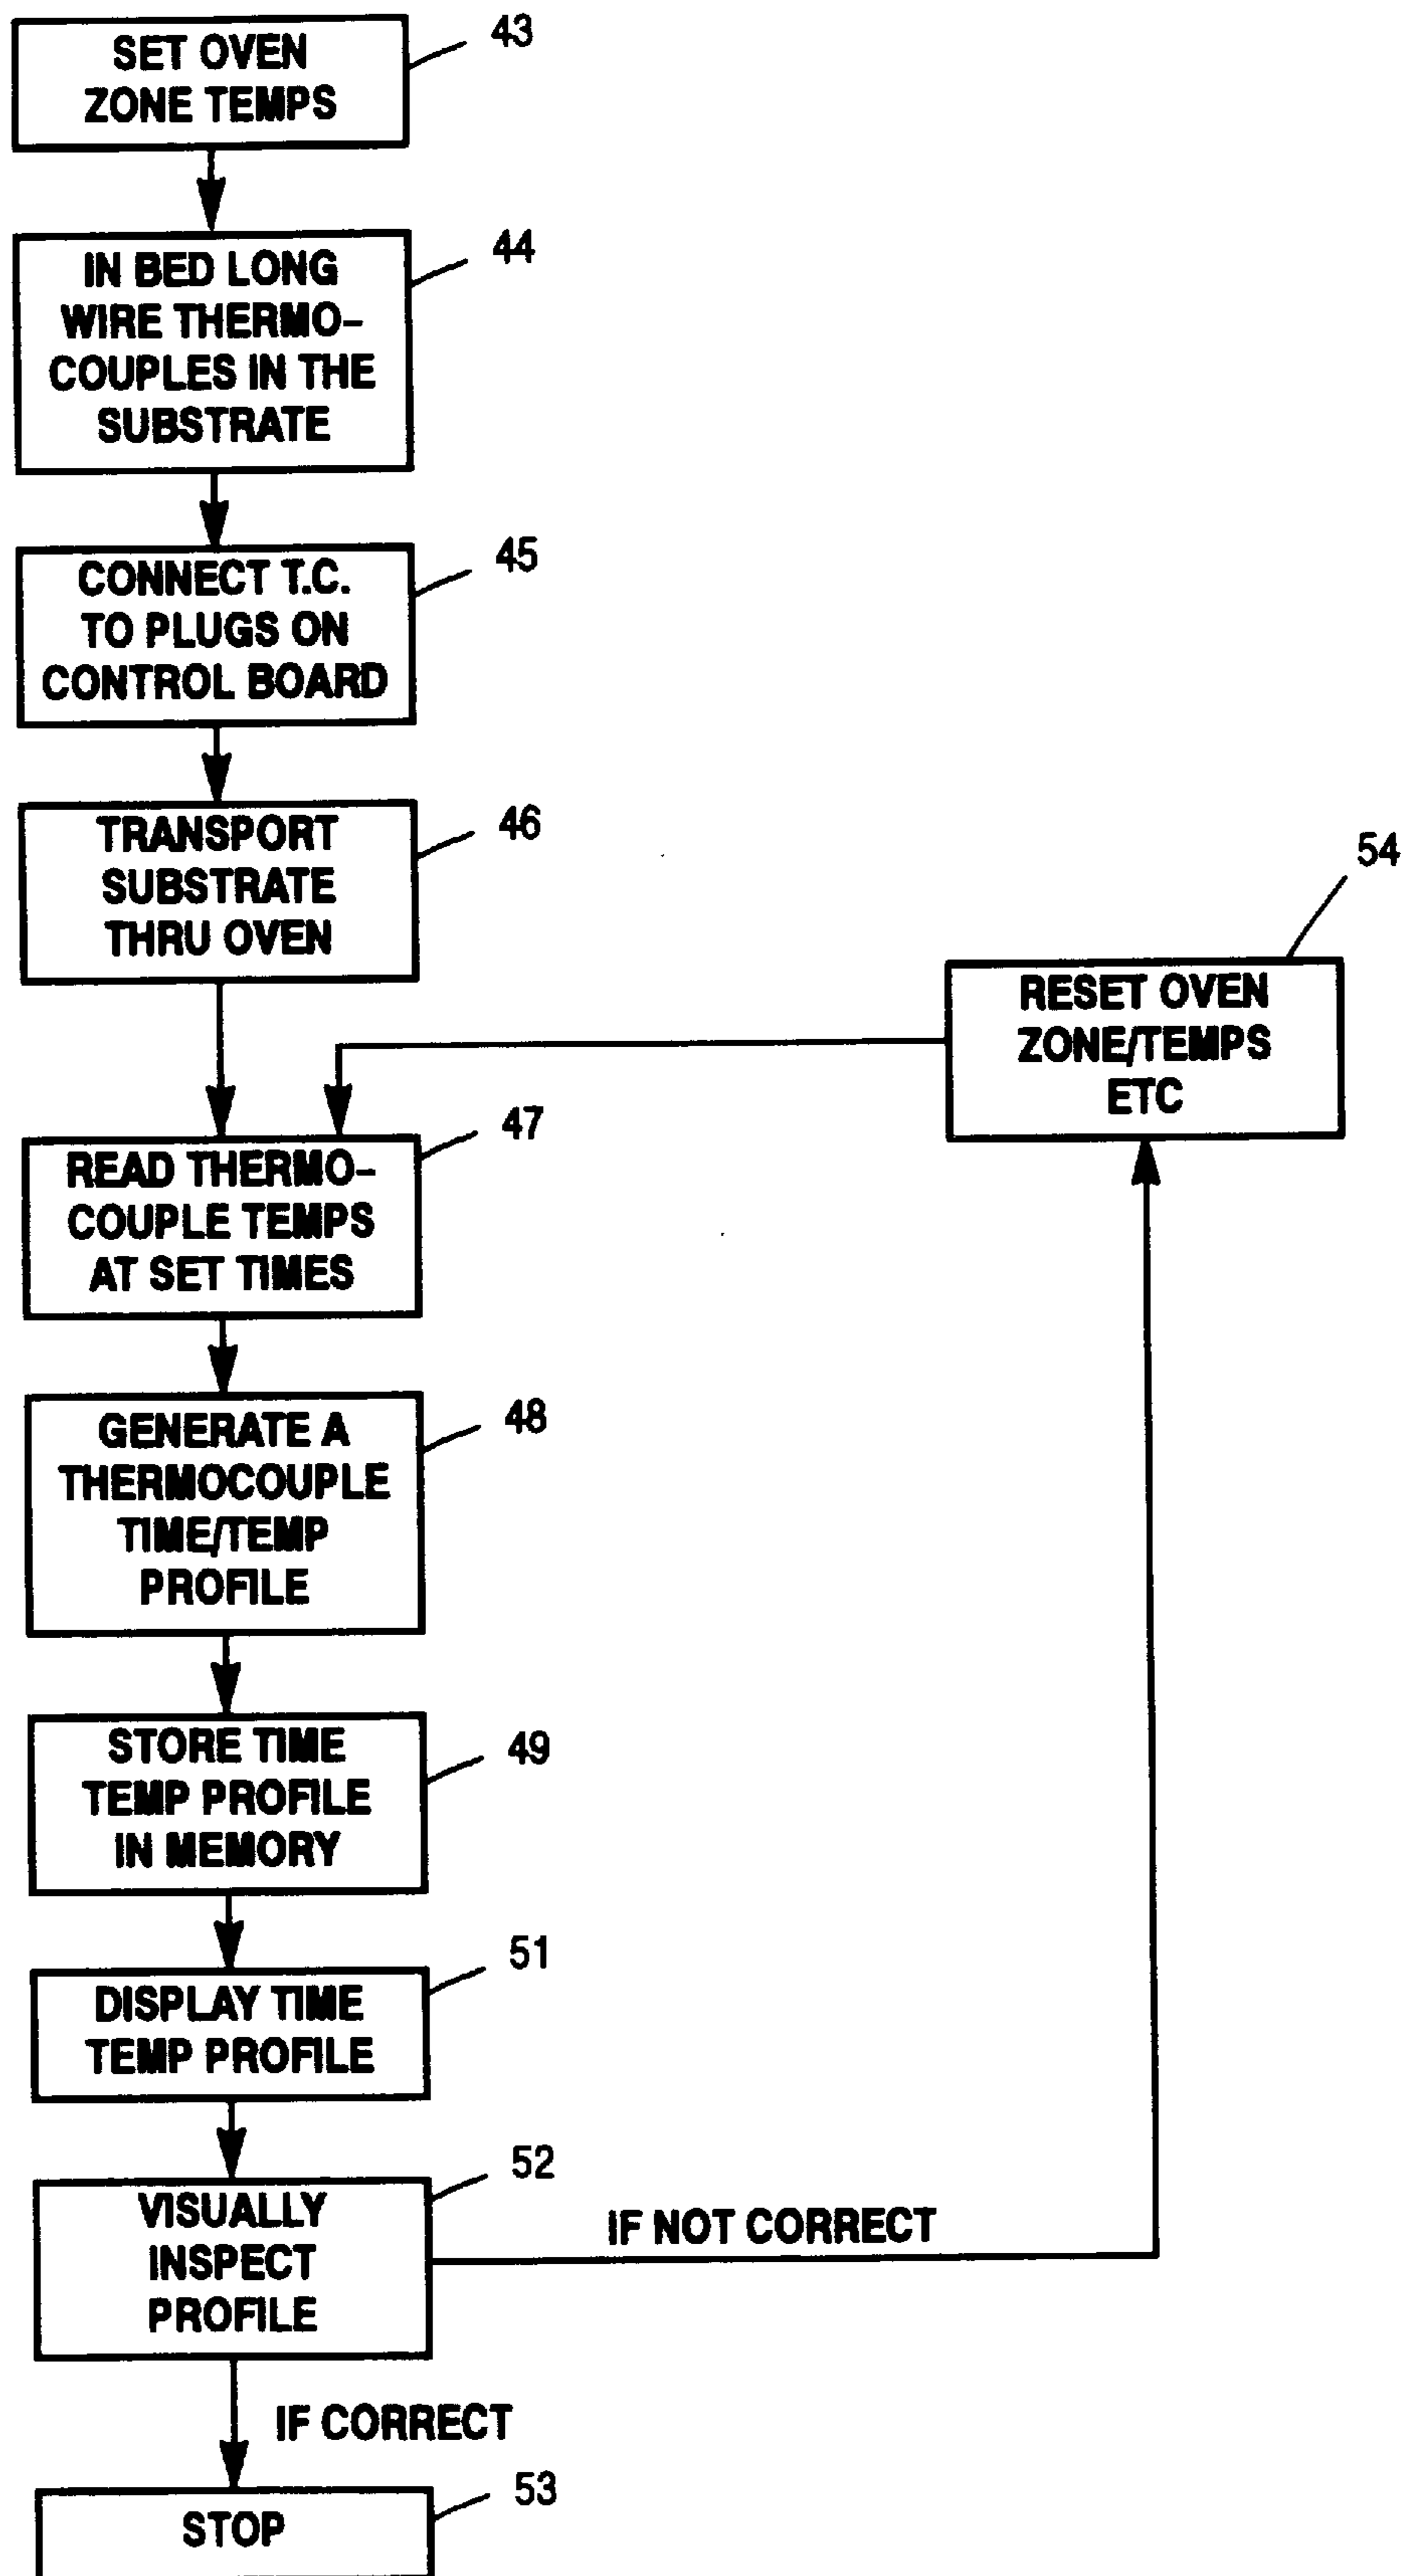 43
SET OVEN
ZONE TEMPS
44
IN BED LONG
WIRE THERMO-
COUPLES IN THE
SUBSTRATE
45
CONNECT T.C.
TO PLUGS ON
CONTROL BOARD
46
TRANSPORT
SUBSTRATE
THRU OVEN
54
RESET OVEN
ZONE/TEMPS
ETC
47
READ THERMO-
COUPLE TEMPS
AT SET TIMES
48
GENERATE A
THERMOCOUPLE
TIME/TEMP
PROFILE
49
STORE TIME
TEMP PROFILE
IN MEMORY
51
DISPLAY TIME
TEMP PROFILE
52
VISUALLY
INSPECT
PROFILE
IF NOT CORRECT
IF CORRECT
53
STOP